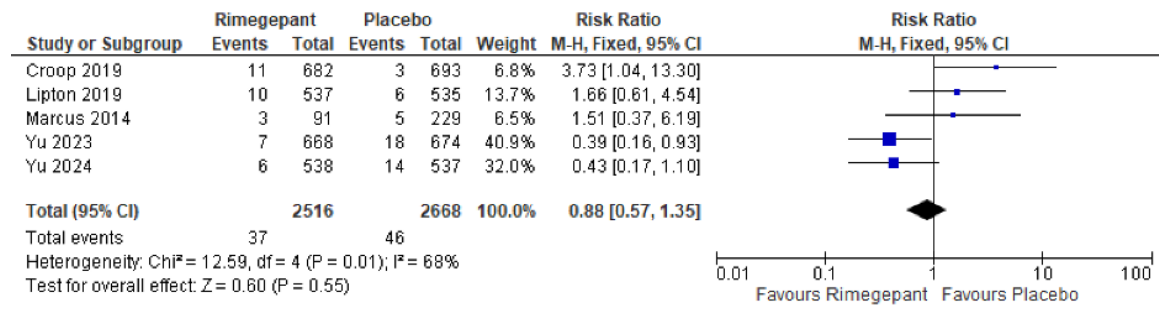 Rimegepant Placebo Risk Ratio Risk Ratio
Study or Subgroup Events Total Events Total Weight M-H, Fixed, 95% CI M-H, Fixed, 95% CI
Croop 2019 11 682 3 693 6.8% 3.73 [1.04, 13.30]
Lipton 2019 10 537 6 535 13.7% 1.66 [0.61, 4.54]
Marcus 2014 3 91 5 229 6.5% 1.51 [0.37, 6.19]
Yu 2023 7 668 18 674 40.9% 0.39 [0.16, 0.93]
Yu 2024 6 538 14 537 32.0% 0.43 [0.17, 1.10]
Total (95% CI) 2516 2668 100.0% 0.88 [0.57, 1.35]
Total events 37 46
Heterogeneity: Chi² = 12.59, df = 4 (P = 0.01); I² = 68%
Test for overall effect: Z = 0.60 (P = 0.55)
0.01 0.1 1 10 100
Favours Rimegepant Favours Placebo